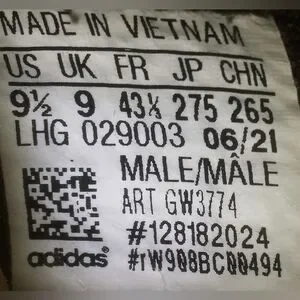 MADE IN VIETNAM
US UK FR JP CHN
9½ 9 43⅓ 275 265
LHG 029003 06/21
MALE/MÂLE
ART GW3774
#128182024
adidas #rW908BC00494